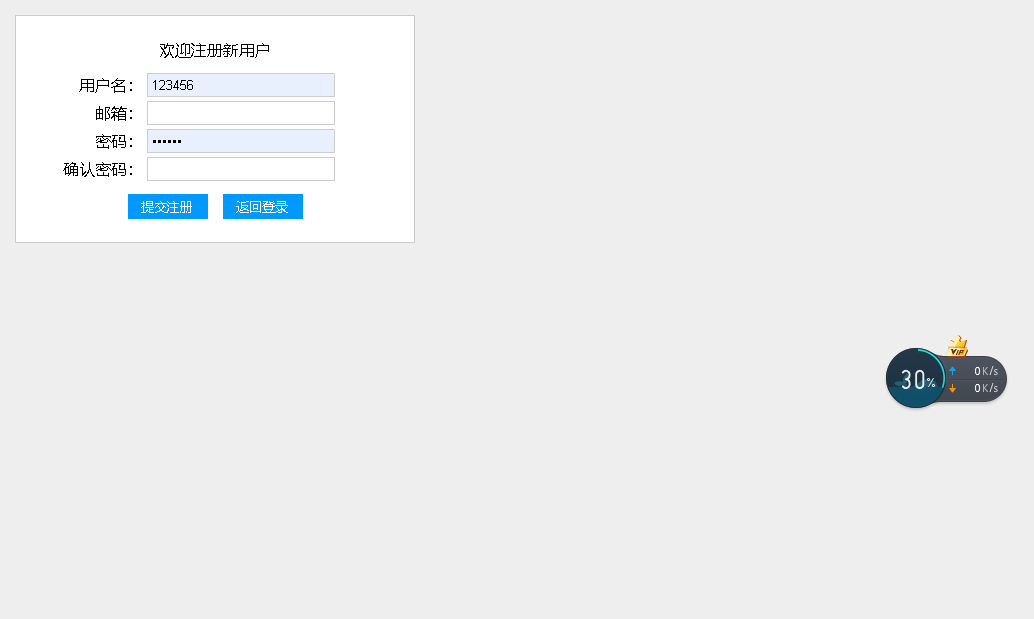 欢迎注册新用户
用户名：123456
邮箱：
密码：••••••
确认密码：
提交注册 返回登录
VIP
30% 0K/s
0K/s